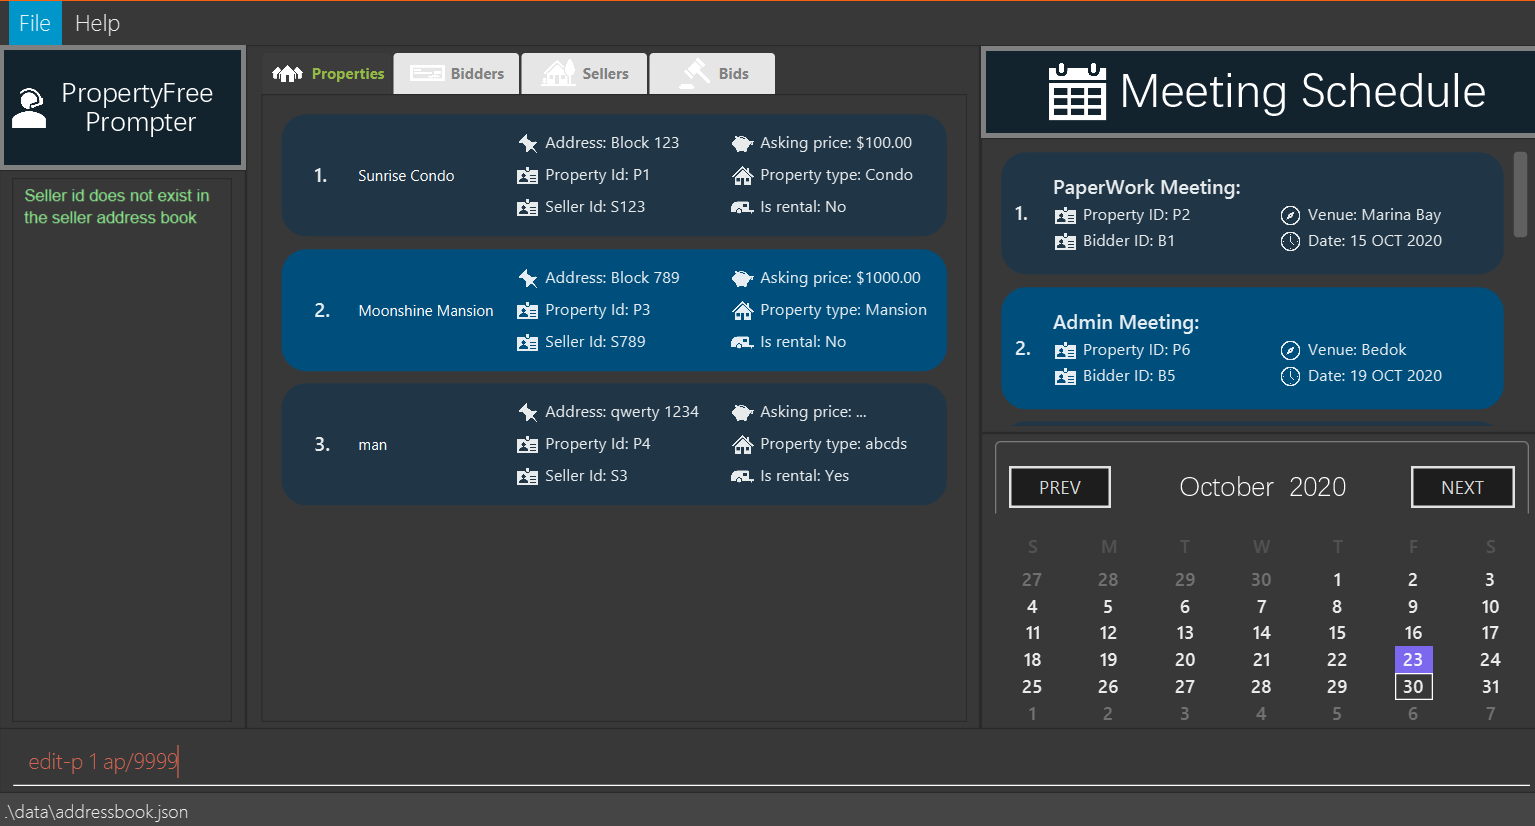 File Help
PropertyFree
Prompter
Seller id does not exist in
the seller address book
Properties Bidders Sellers Bids
1. Sunrise Condo
Address: Block 123
Property Id: P1
Seller Id: S123
Asking price: $100.00
Property type: Condo
Is rental: No
2. Moonshine Mansion
Address: Block 789
Property Id: P3
Seller Id: S789
Asking price: $1000.00
Property type: Mansion
Is rental: No
3. man
Address: qwerty 1234
Property Id: P4
Seller Id: S3
Asking price: ...
Property type: abcds
Is rental: Yes
Meeting Schedule
1. PaperWork Meeting:
Property ID: P2
Bidder ID: B1
Venue: Marina Bay
Date: 15 OCT 2020
2. Admin Meeting:
Property ID: P6
Bidder ID: B5
Venue: Bedok
Date: 19 OCT 2020
PREV October 2020 NEXT
S M T W T F S
27 28 29 30 1 2 3
4 5 6 7 8 9 10
11 12 13 14 15 16 17
18 19 20 21 22 23 24
25 26 27 28 29 30 31
1 2 3 4 5 6 7
edit-p 1 ap/9999
.\data\addressbook.json